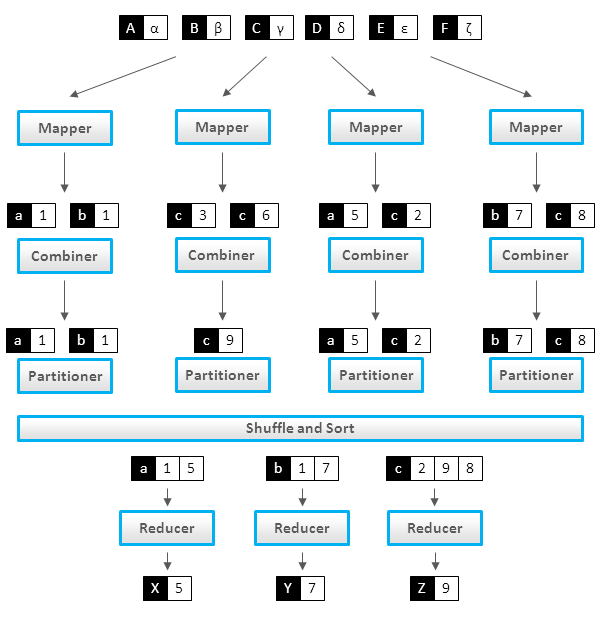 A α B β C γ D δ E ε F ζ
Mapper Mapper Mapper Mapper
a 1 b 1 c 3 c 6 a 5 c 2 b 7 c 8
Combiner Combiner Combiner Combiner
a 1 b 1 c 9 a 5 c 2 b 7 c 8
Partitioner Partitioner Partitioner Partitioner
Shuffle and Sort
a 1 5 b 1 7 c 2 9 8
Reducer Reducer Reducer
X 5 Y 7 Z 9